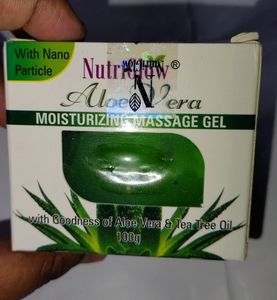 With Nano
Particle
Nutriglow®
Aloe Vera
MOISTURIZING MASSAGE GEL
with Goodness of Aloe Vera & Tea Tree Oil
100g